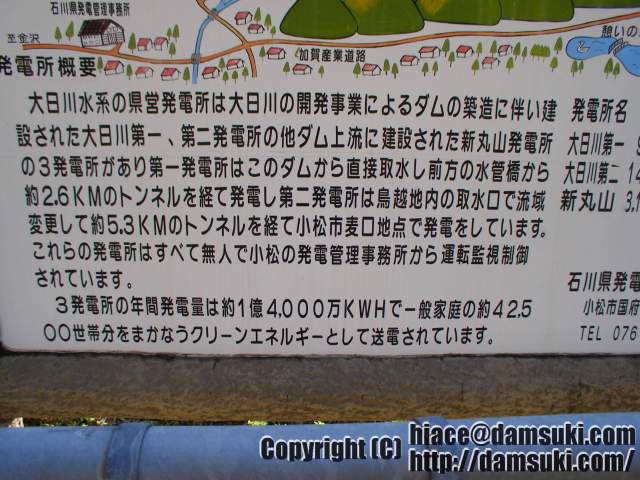 石川県発電管理事務所
至金沢
加賀産業道路
憩いの
発電所概要
大日川水系の県営発電所は大日川の開発事業によるダムの築造に伴い建
設された大日川第一、第二発電所の他ダム上流に建設された新丸山発電所
の3発電所があり第一発電所はこのダムから直接取水し前方の水管橋から
約2.6KMのトンネルを経て発電し第二発電所は鳥越地内の取水口で流域
変更して約5.3KMのトンネルを経て小松市麦口地点で発電をしています。
これらの発電所はすべて無人で小松の発電管理事務所から運転監視制御
されています。
3発電所の年間発電量は約1億4,000万KWHで一般家庭の約42,5
〇〇世帯分をまかなうクリーンエネルギーとして送電されています。
発電所名
大日川第一
大日川第二 14
新丸山 3,1
石川県発電
小松市国府
TEL 076
Copyright (C) hiace@damsuki.com
http://damsuki.com/